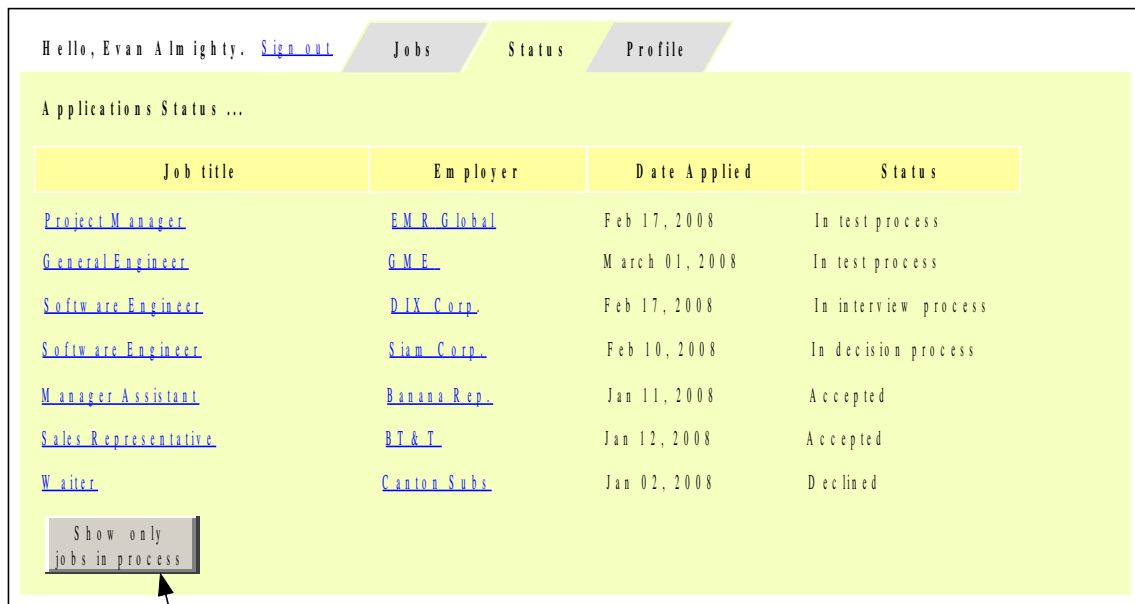 Hello, Evan Almighty. Sign out Jobs Status Profile
Applications Status ...
Job title Employer Date Applied Status
Project Manager EMR Global Feb 17, 2008 In test process
General Engineer GME March 01, 2008 In test process
Software Engineer DIX Corp. Feb 17, 2008 In interview process
Software Engineer Siam Corp. Feb 10, 2008 In decision process
Manager Assistant Banana Rep. Jan 11, 2008 Accepted
Sales Representative BT&T Jan 12, 2008 Accepted
Waiter Canton Subs Jan 02, 2008 Declined
Show only
jobs in process